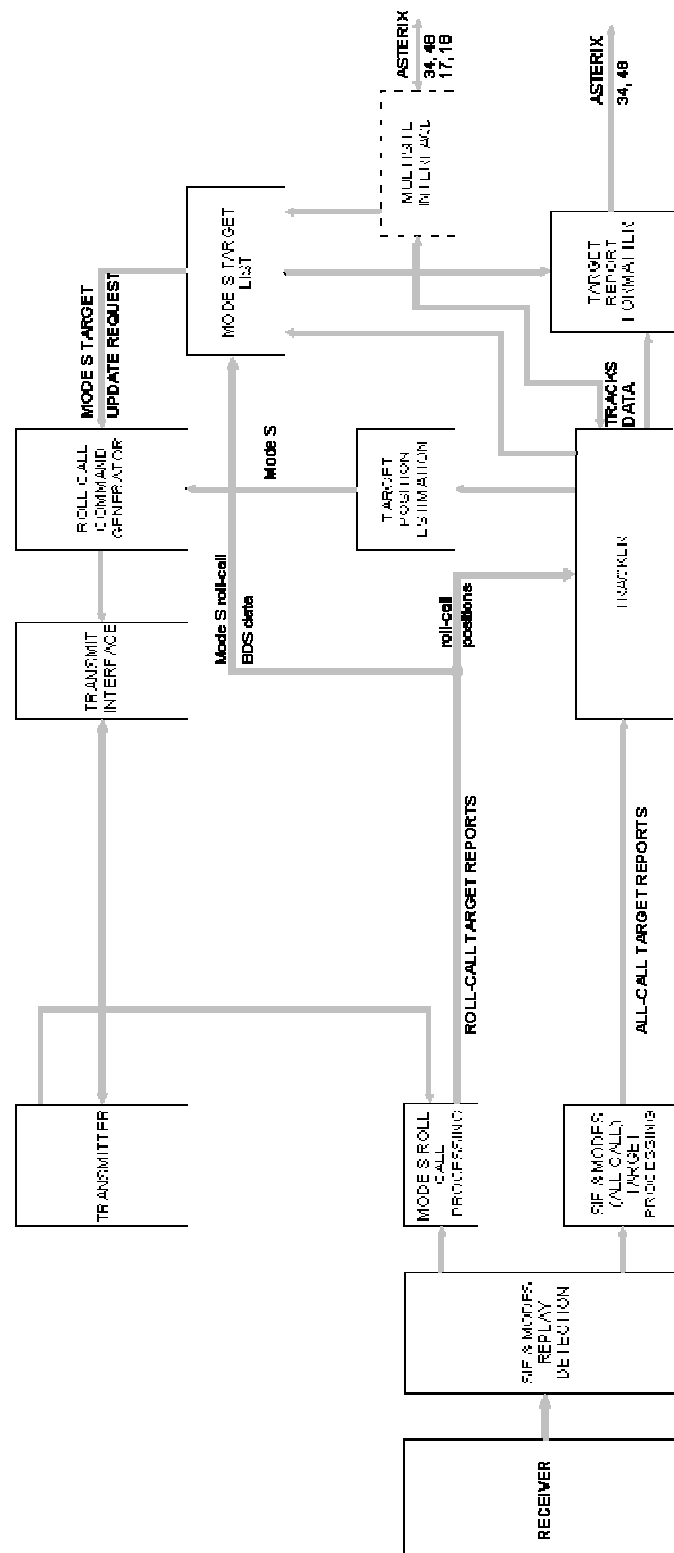 TRANSMITTER
TRANSMIT
INTERFACE
ROLL-CALL
COMMAND
GENERATOR
MODE S TARGET
UPDATE REQUEST
MODE S TARGET
LIST
MULTISITE
INTERFACE
ASTERIX
34, 48
17, 18
Mode S roll-call
BDS data
Mode S
TARGET
POSITION
ESTIMATION
roll-call
positions
MODE S ROLL
CALL
PROCESSING
ROLL-CALL TARGET REPORTS
RECEIVER
SIF & MODES
REPLAY
DETECTION
SIF & MODES
(ALL CALL)
TARGET
PROCESSING
ALL-CALL TARGET REPORTS
TRACKER
TRACKS
DATA
TARGET
REPORT
FORMATTER
ASTERIX
34, 48